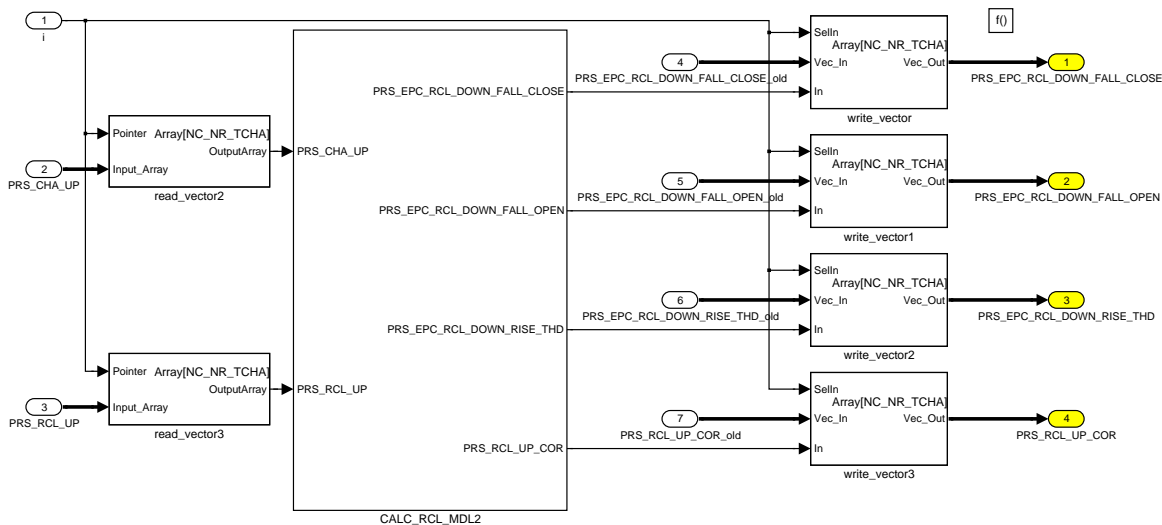 1
i
f()
SelIn
Array[NC_NR_TCHA]
Vec_In
Vec_Out
In
write_vector
4
PRS_EPC_RCL_DOWN_FALL_CLOSE_old
1
PRS_EPC_RCL_DOWN_FALL_CLOSE
PRS_EPC_RCL_DOWN_FALL_CLOSE
Pointer
Array[NC_NR_TCHA]
OutputArray
Input_Array
read_vector2
2
PRS_CHA_UP
PRS_CHA_UP
SelIn
Array[NC_NR_TCHA]
Vec_In
Vec_Out
In
write_vector1
5
PRS_EPC_RCL_DOWN_FALL_OPEN_old
2
PRS_EPC_RCL_DOWN_FALL_OPEN
PRS_EPC_RCL_DOWN_FALL_OPEN
SelIn
Array[NC_NR_TCHA]
Vec_In
Vec_Out
In
write_vector2
6
PRS_EPC_RCL_DOWN_RISE_THD_old
3
PRS_EPC_RCL_DOWN_RISE_THD
PRS_EPC_RCL_DOWN_RISE_THD
Pointer
Array[NC_NR_TCHA]
OutputArray
Input_Array
read_vector3
3
PRS_RCL_UP
PRS_RCL_UP
SelIn
Array[NC_NR_TCHA]
Vec_In
Vec_Out
In
write_vector3
7
PRS_RCL_UP_COR_old
4
PRS_RCL_UP_COR
PRS_RCL_UP_COR
CALC_RCL_MDL2